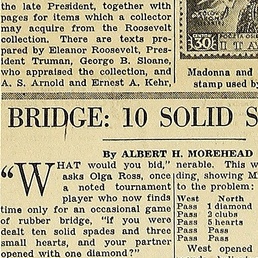 the late President, together with
pages for items which a collector
may acquire from the Roosevelt
collection. There are texts pre-
pared by Eleanor Roosevelt, Pres-
ident Truman, George B. Sloane,
who appraised the collection, and
A. S. Arnold and Ernest A. Kehr,
POCZTA OSIE
30
ITA
Madonna and
stamp used by
BRIDGE: 10 SOLID S
By ALBERT H. MOREHEAD
"WHAT would you bid,"
asks Olga Ross, once
a noted tournament
player who now finds
time only for an occasional game
of rubber bridge, "if you were
dealt ten solid spades and three
small hearts, and your partner
opened with one diamond?"
nerable. This w
ding, showing M
to the problem:
West North
Pass 1 diamond
Pass 2 clubs
Pass 5 hearts
Pass Pass
West opened